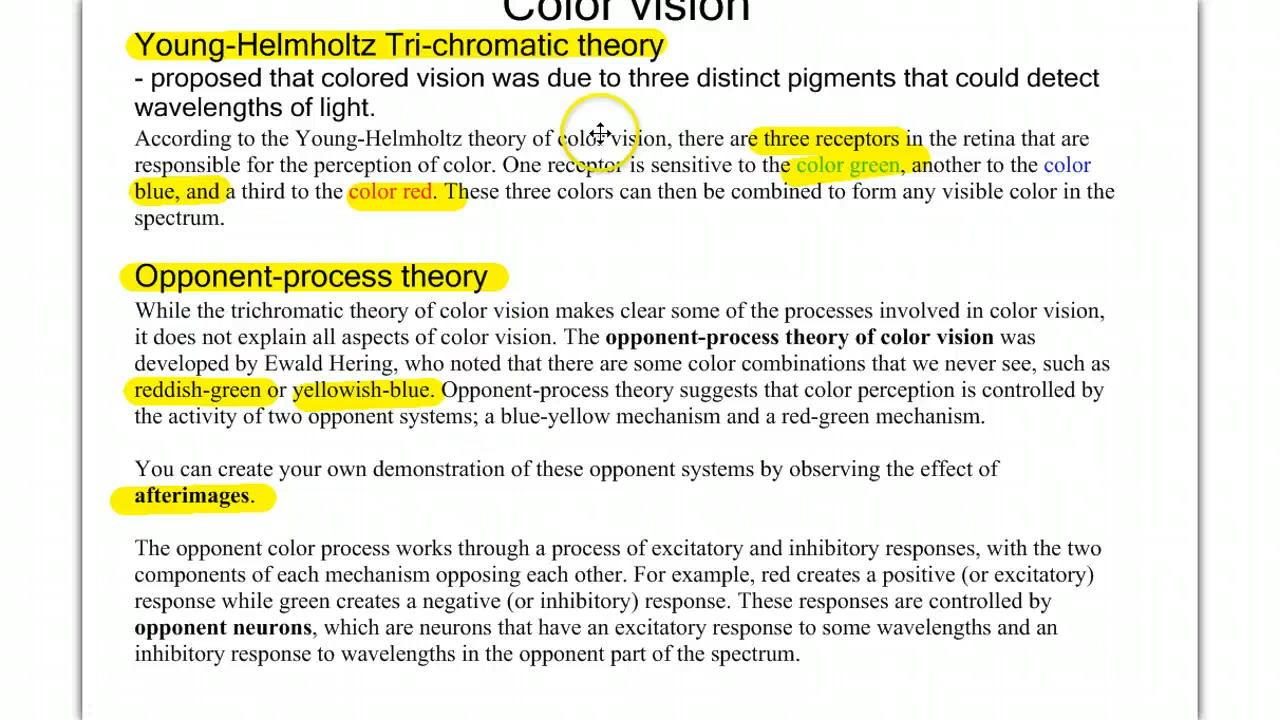 Color vision
Young-Helmholtz Tri-chromatic theory
- proposed that colored vision was due to three distinct pigments that could detect
wavelengths of light.
According to the Young-Helmholtz theory of color vision, there are three receptors in the retina that are
responsible for the perception of color. One receptor is sensitive to the color green, another to the color
blue, and a third to the color red. These three colors can then be combined to form any visible color in the
spectrum.
Opponent-process theory
While the trichromatic theory of color vision makes clear some of the processes involved in color vision,
it does not explain all aspects of color vision. The opponent-process theory of color vision was
developed by Ewald Hering, who noted that there are some color combinations that we never see, such as
reddish-green or yellowish-blue. Opponent-process theory suggests that color perception is controlled by
the activity of two opponent systems; a blue-yellow mechanism and a red-green mechanism.
You can create your own demonstration of these opponent systems by observing the effect of
afterimages.
The opponent color process works through a process of excitatory and inhibitory responses, with the two
components of each mechanism opposing each other. For example, red creates a positive (or excitatory)
response while green creates a negative (or inhibitory) response. These responses are controlled by
opponent neurons, which are neurons that have an excitatory response to some wavelengths and an
inhibitory response to wavelengths in the opponent part of the spectrum.